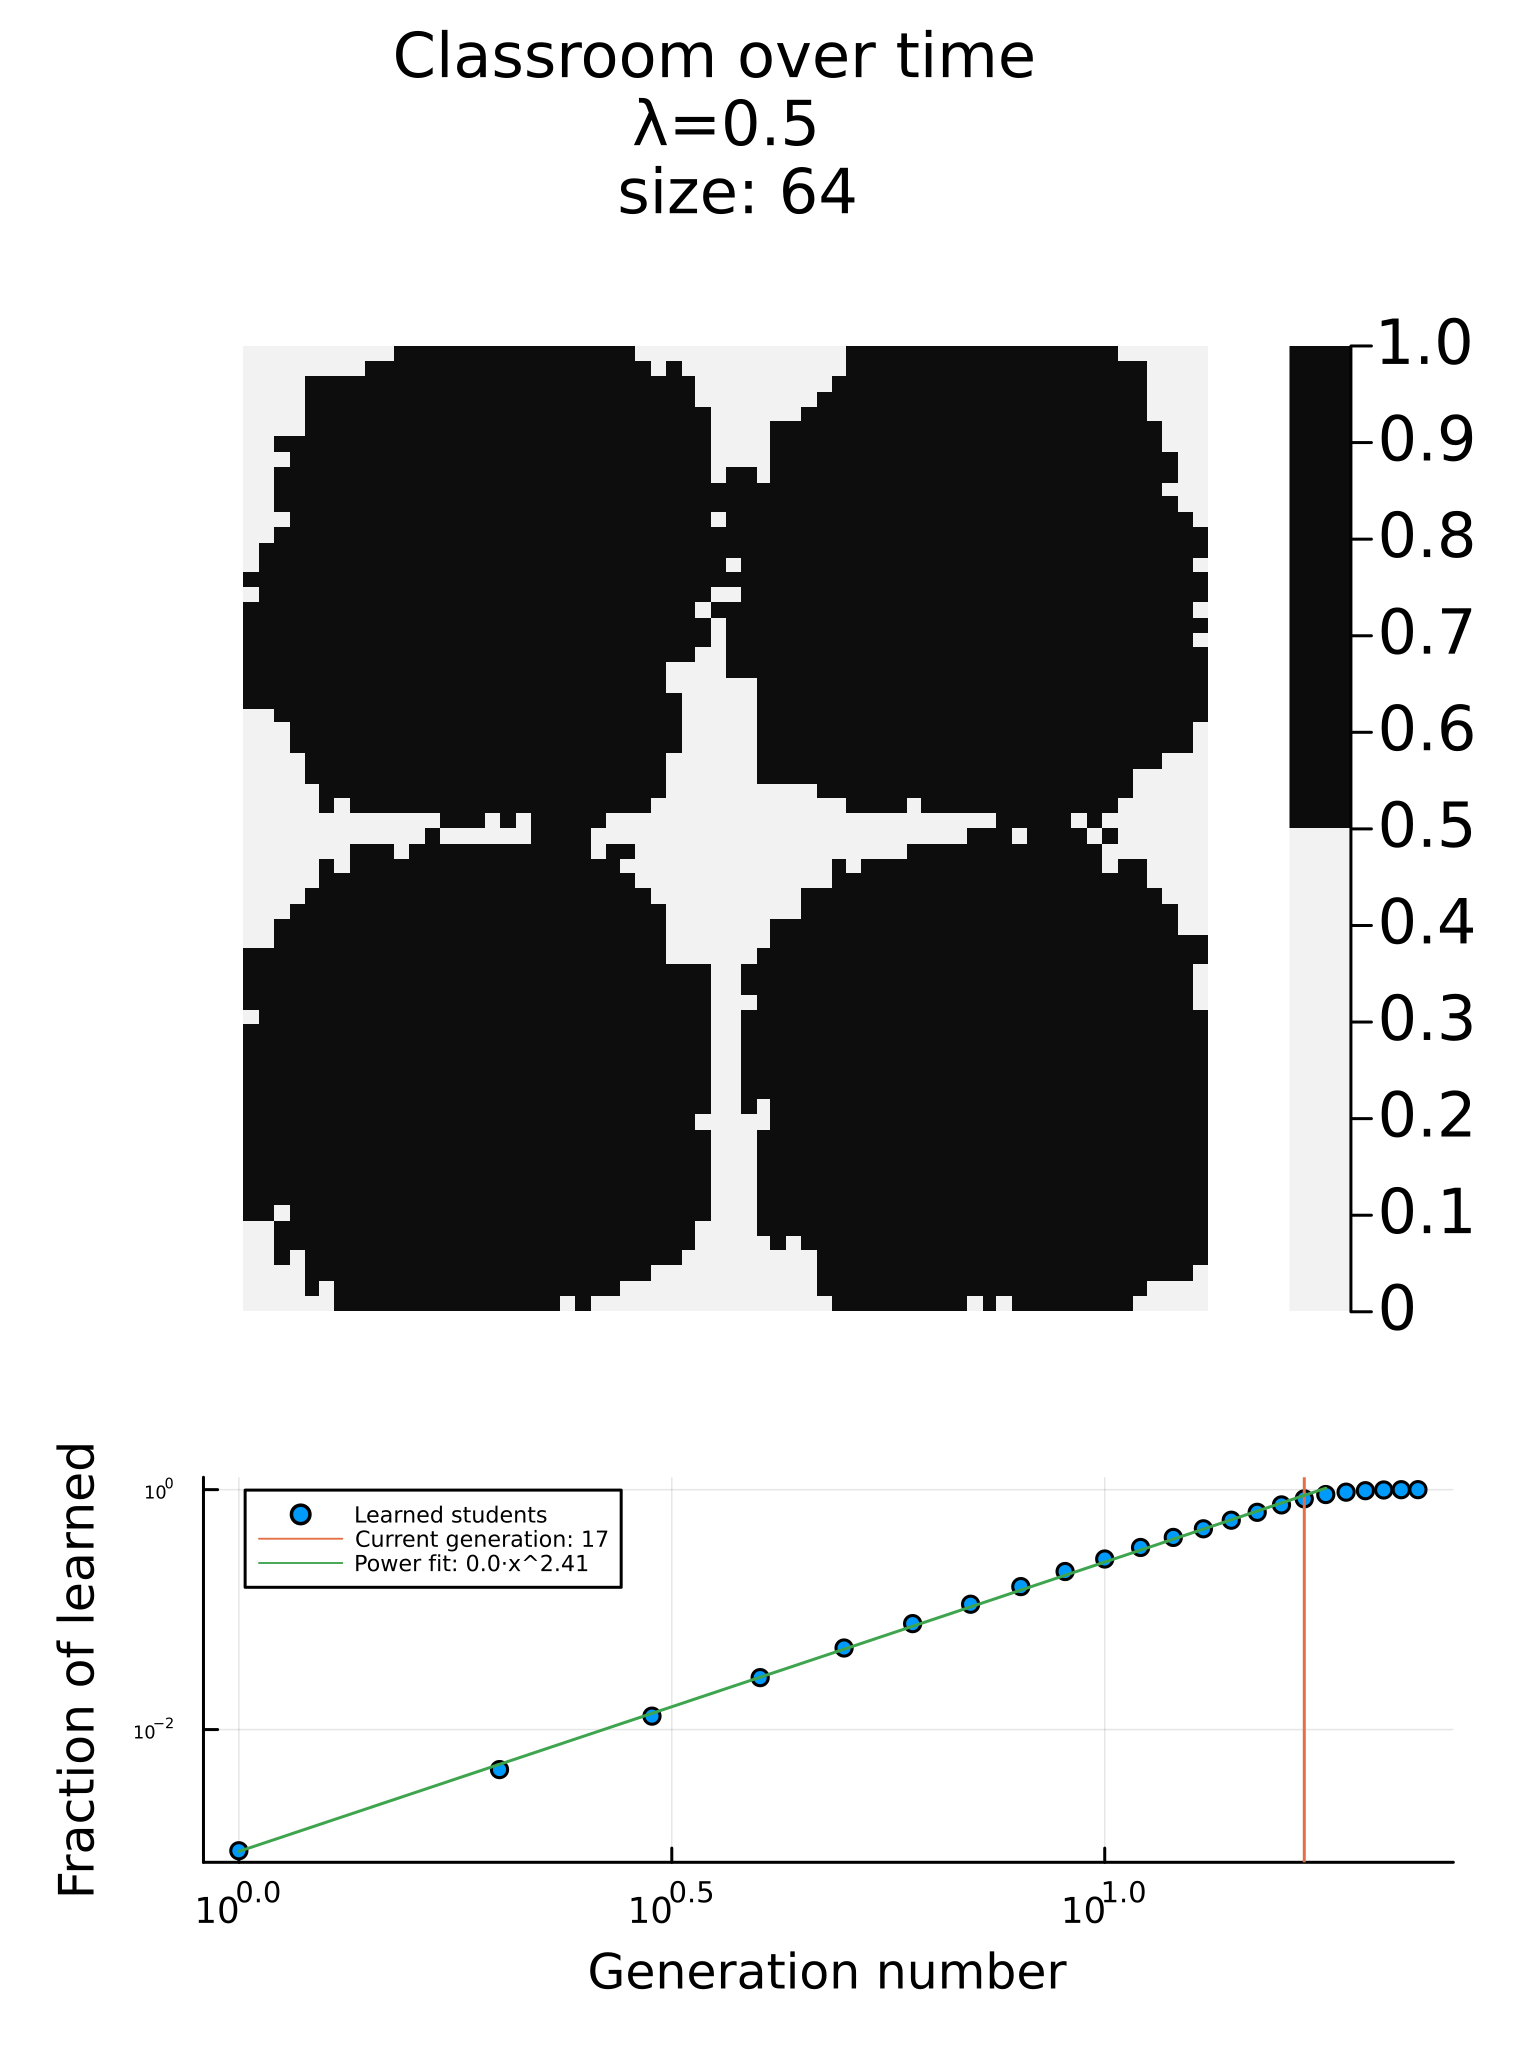 Classroom over time
λ=0.5
size: 64
1.0
0.9
0.8
0.7
0.6
0.5
0.4
0.3
0.2
0.1
0
Fraction of learned
10^0
10^−2
Learned students
Current generation: 17
Power fit: 0.0·x^2.41
10^0.0
10^0.5
10^1.0
Generation number